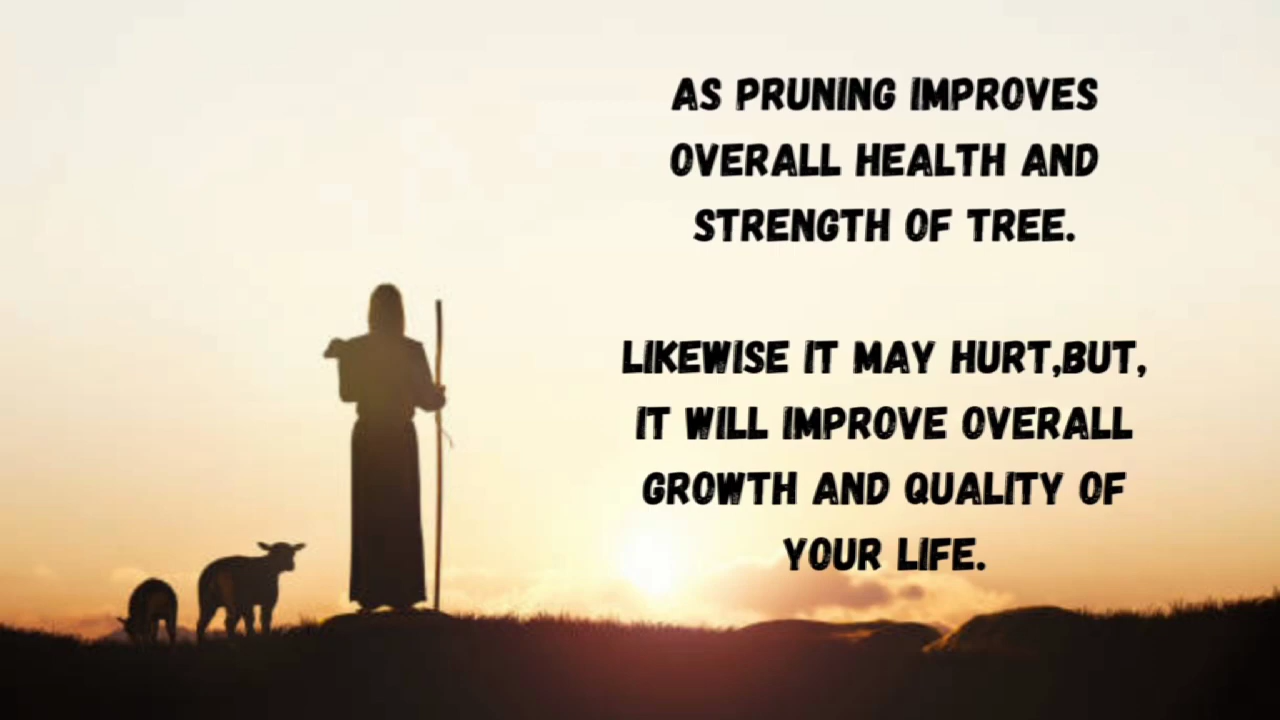 AS PRUNING IMPROVES
OVERALL HEALTH AND
STRENGTH OF TREE.
LIKEWISE IT MAY HURT,BUT,
IT WILL IMPROVE OVERALL
GROWTH AND QUALITY OF
YOUR LIFE.